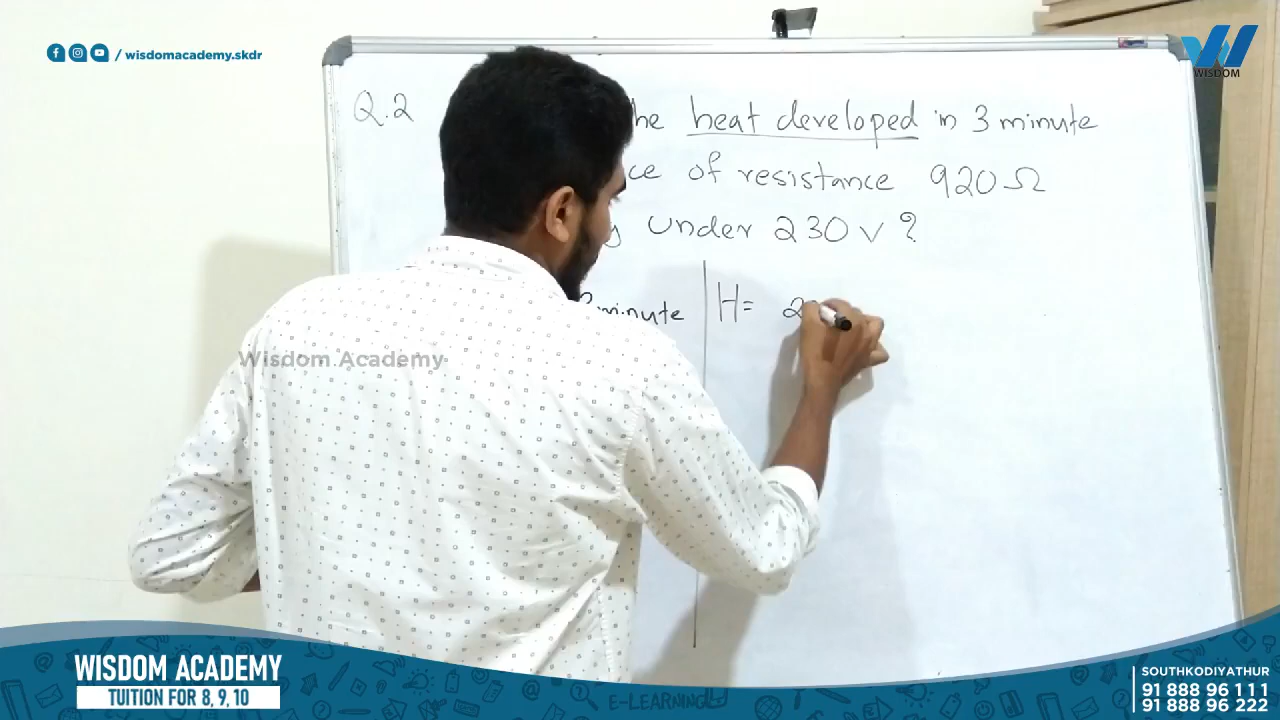 / wisdomacademy.skdr
WISDOM
Q.2 he heat developed in 3 minute
ce of resistance 920 Ω
under 230 V ?
minute H= 2
Wisdom Academy
WISDOM ACADEMY
TUITION FOR 8, 9, 10
E-LEARNING
SOUTHKODIYATHUR
91 888 96 111
91 888 96 222